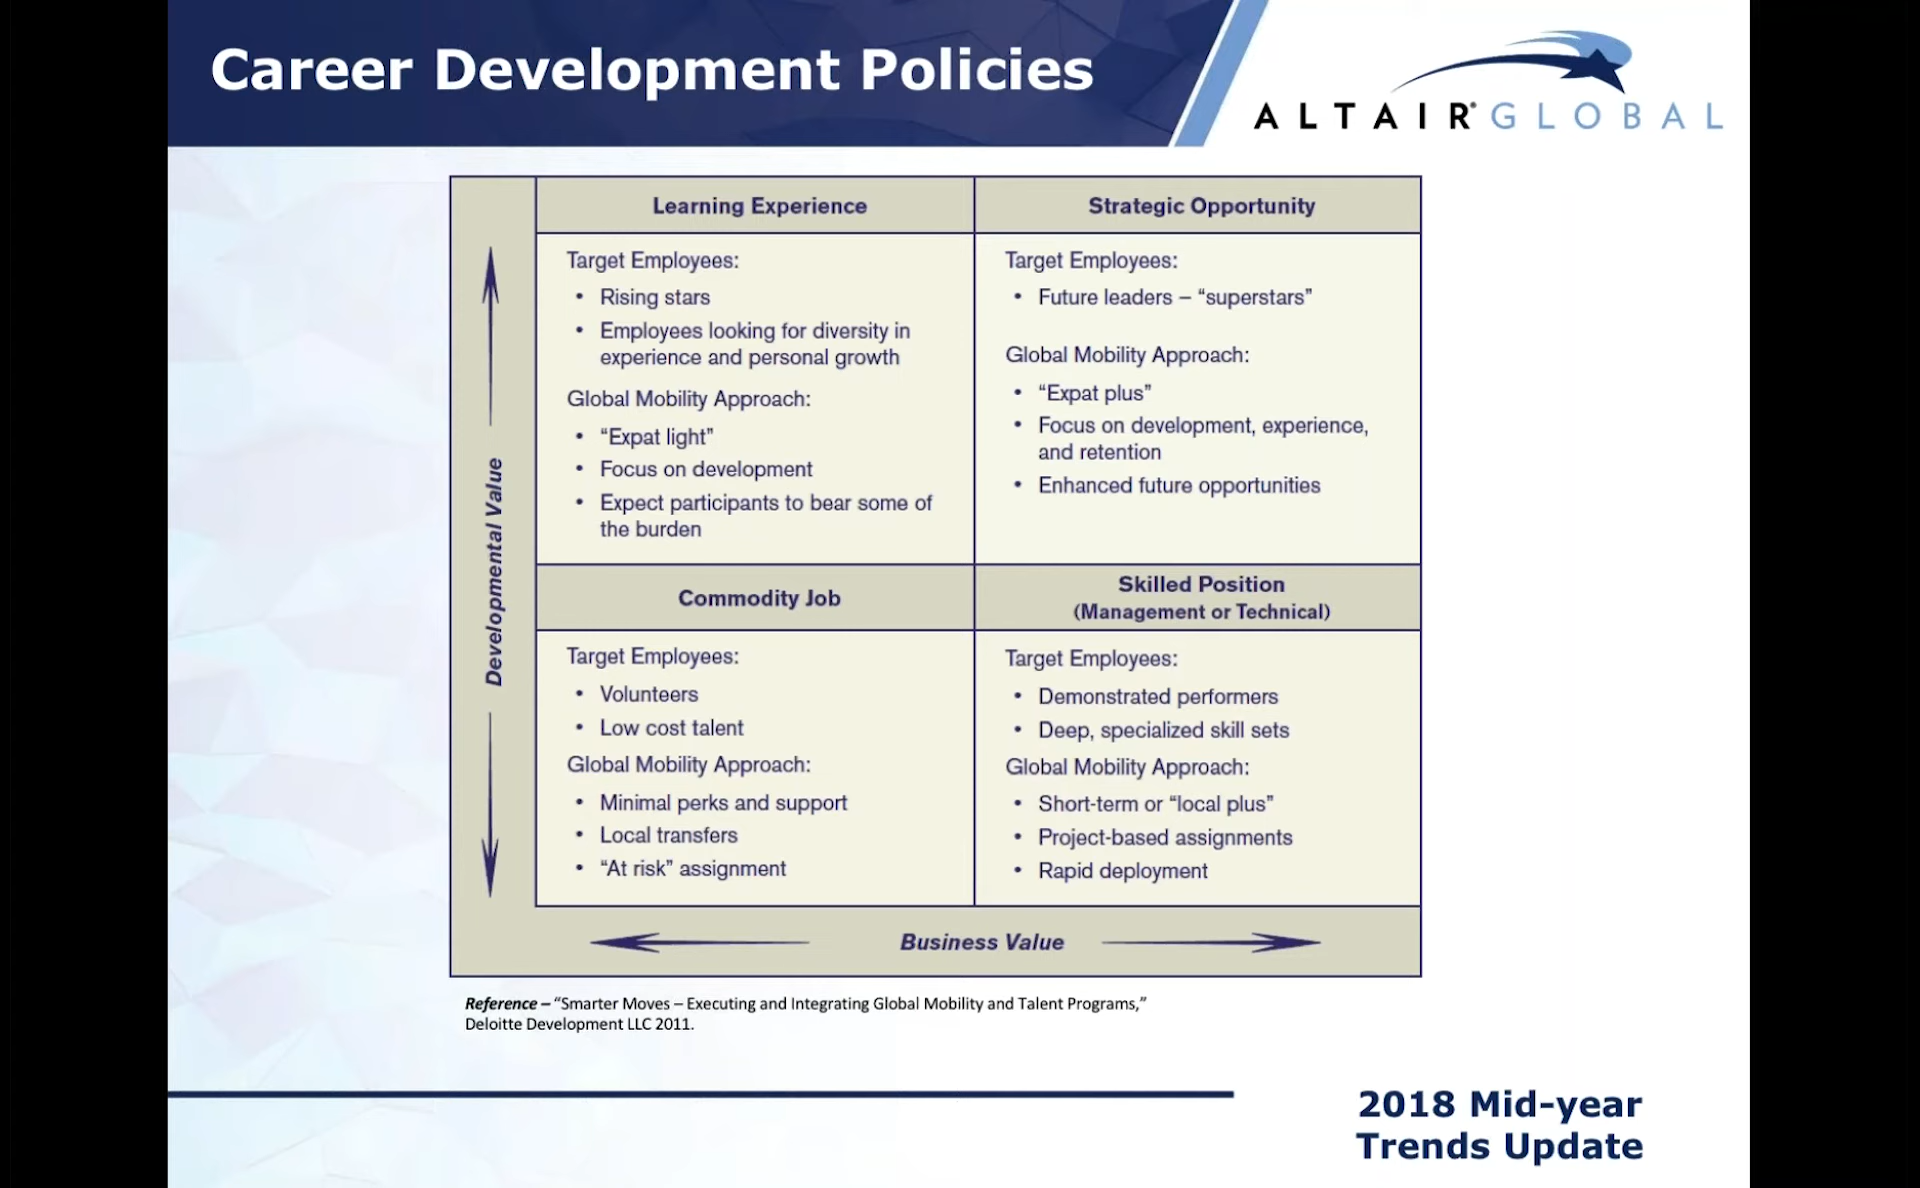 Career Development Policies
ALTAIR® GLOBAL
Learning Experience
Target Employees:
• Rising stars
• Employees looking for diversity in
experience and personal growth
Global Mobility Approach:
• “Expat light”
• Focus on development
• Expect participants to bear some of
the burden
Strategic Opportunity
Target Employees:
• Future leaders – “superstars”
Global Mobility Approach:
• “Expat plus”
• Focus on development, experience,
and retention
• Enhanced future opportunities
Developmental Value
Commodity Job
Target Employees:
• Volunteers
• Low cost talent
Global Mobility Approach:
• Minimal perks and support
• Local transfers
• “At risk” assignment
Skilled Position
(Management or Technical)
Target Employees:
• Demonstrated performers
• Deep, specialized skill sets
Global Mobility Approach:
• Short-term or “local plus”
• Project-based assignments
• Rapid deployment
Business Value
Reference – “Smarter Moves – Executing and Integrating Global Mobility and Talent Programs,”
Deloitte Development LLC 2011.
2018 Mid-year
Trends Update